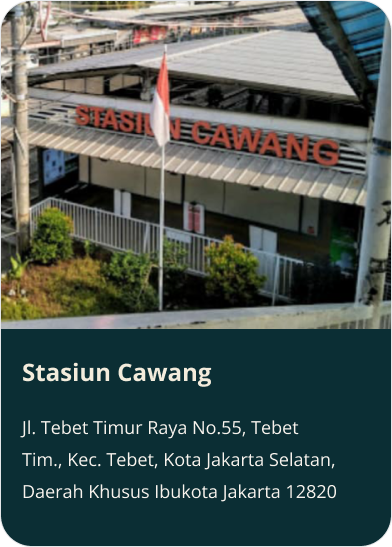 STASIUN CAWANG
Stasiun Cawang
Jl. Tebet Timur Raya No.55, Tebet
Tim., Kec. Tebet, Kota Jakarta Selatan,
Daerah Khusus Ibukota Jakarta 12820